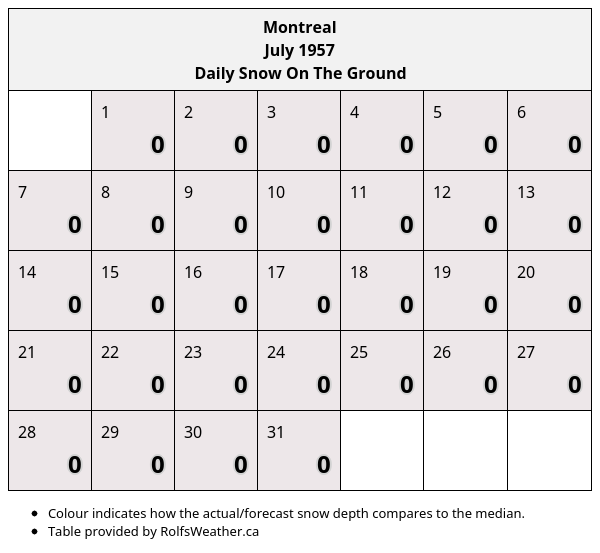 Montreal
July 1957
Daily Snow On The Ground
1 2 3 4 5 6
0 0 0 0 0 0
7 8 9 10 11 12 13
0 0 0 0 0 0 0
14 15 16 17 18 19 20
0 0 0 0 0 0 0
21 22 23 24 25 26 27
0 0 0 0 0 0 0
28 29 30 31
0 0 0 0
• Colour indicates how the actual/forecast snow depth compares to the median.
• Table provided by RolfsWeather.ca